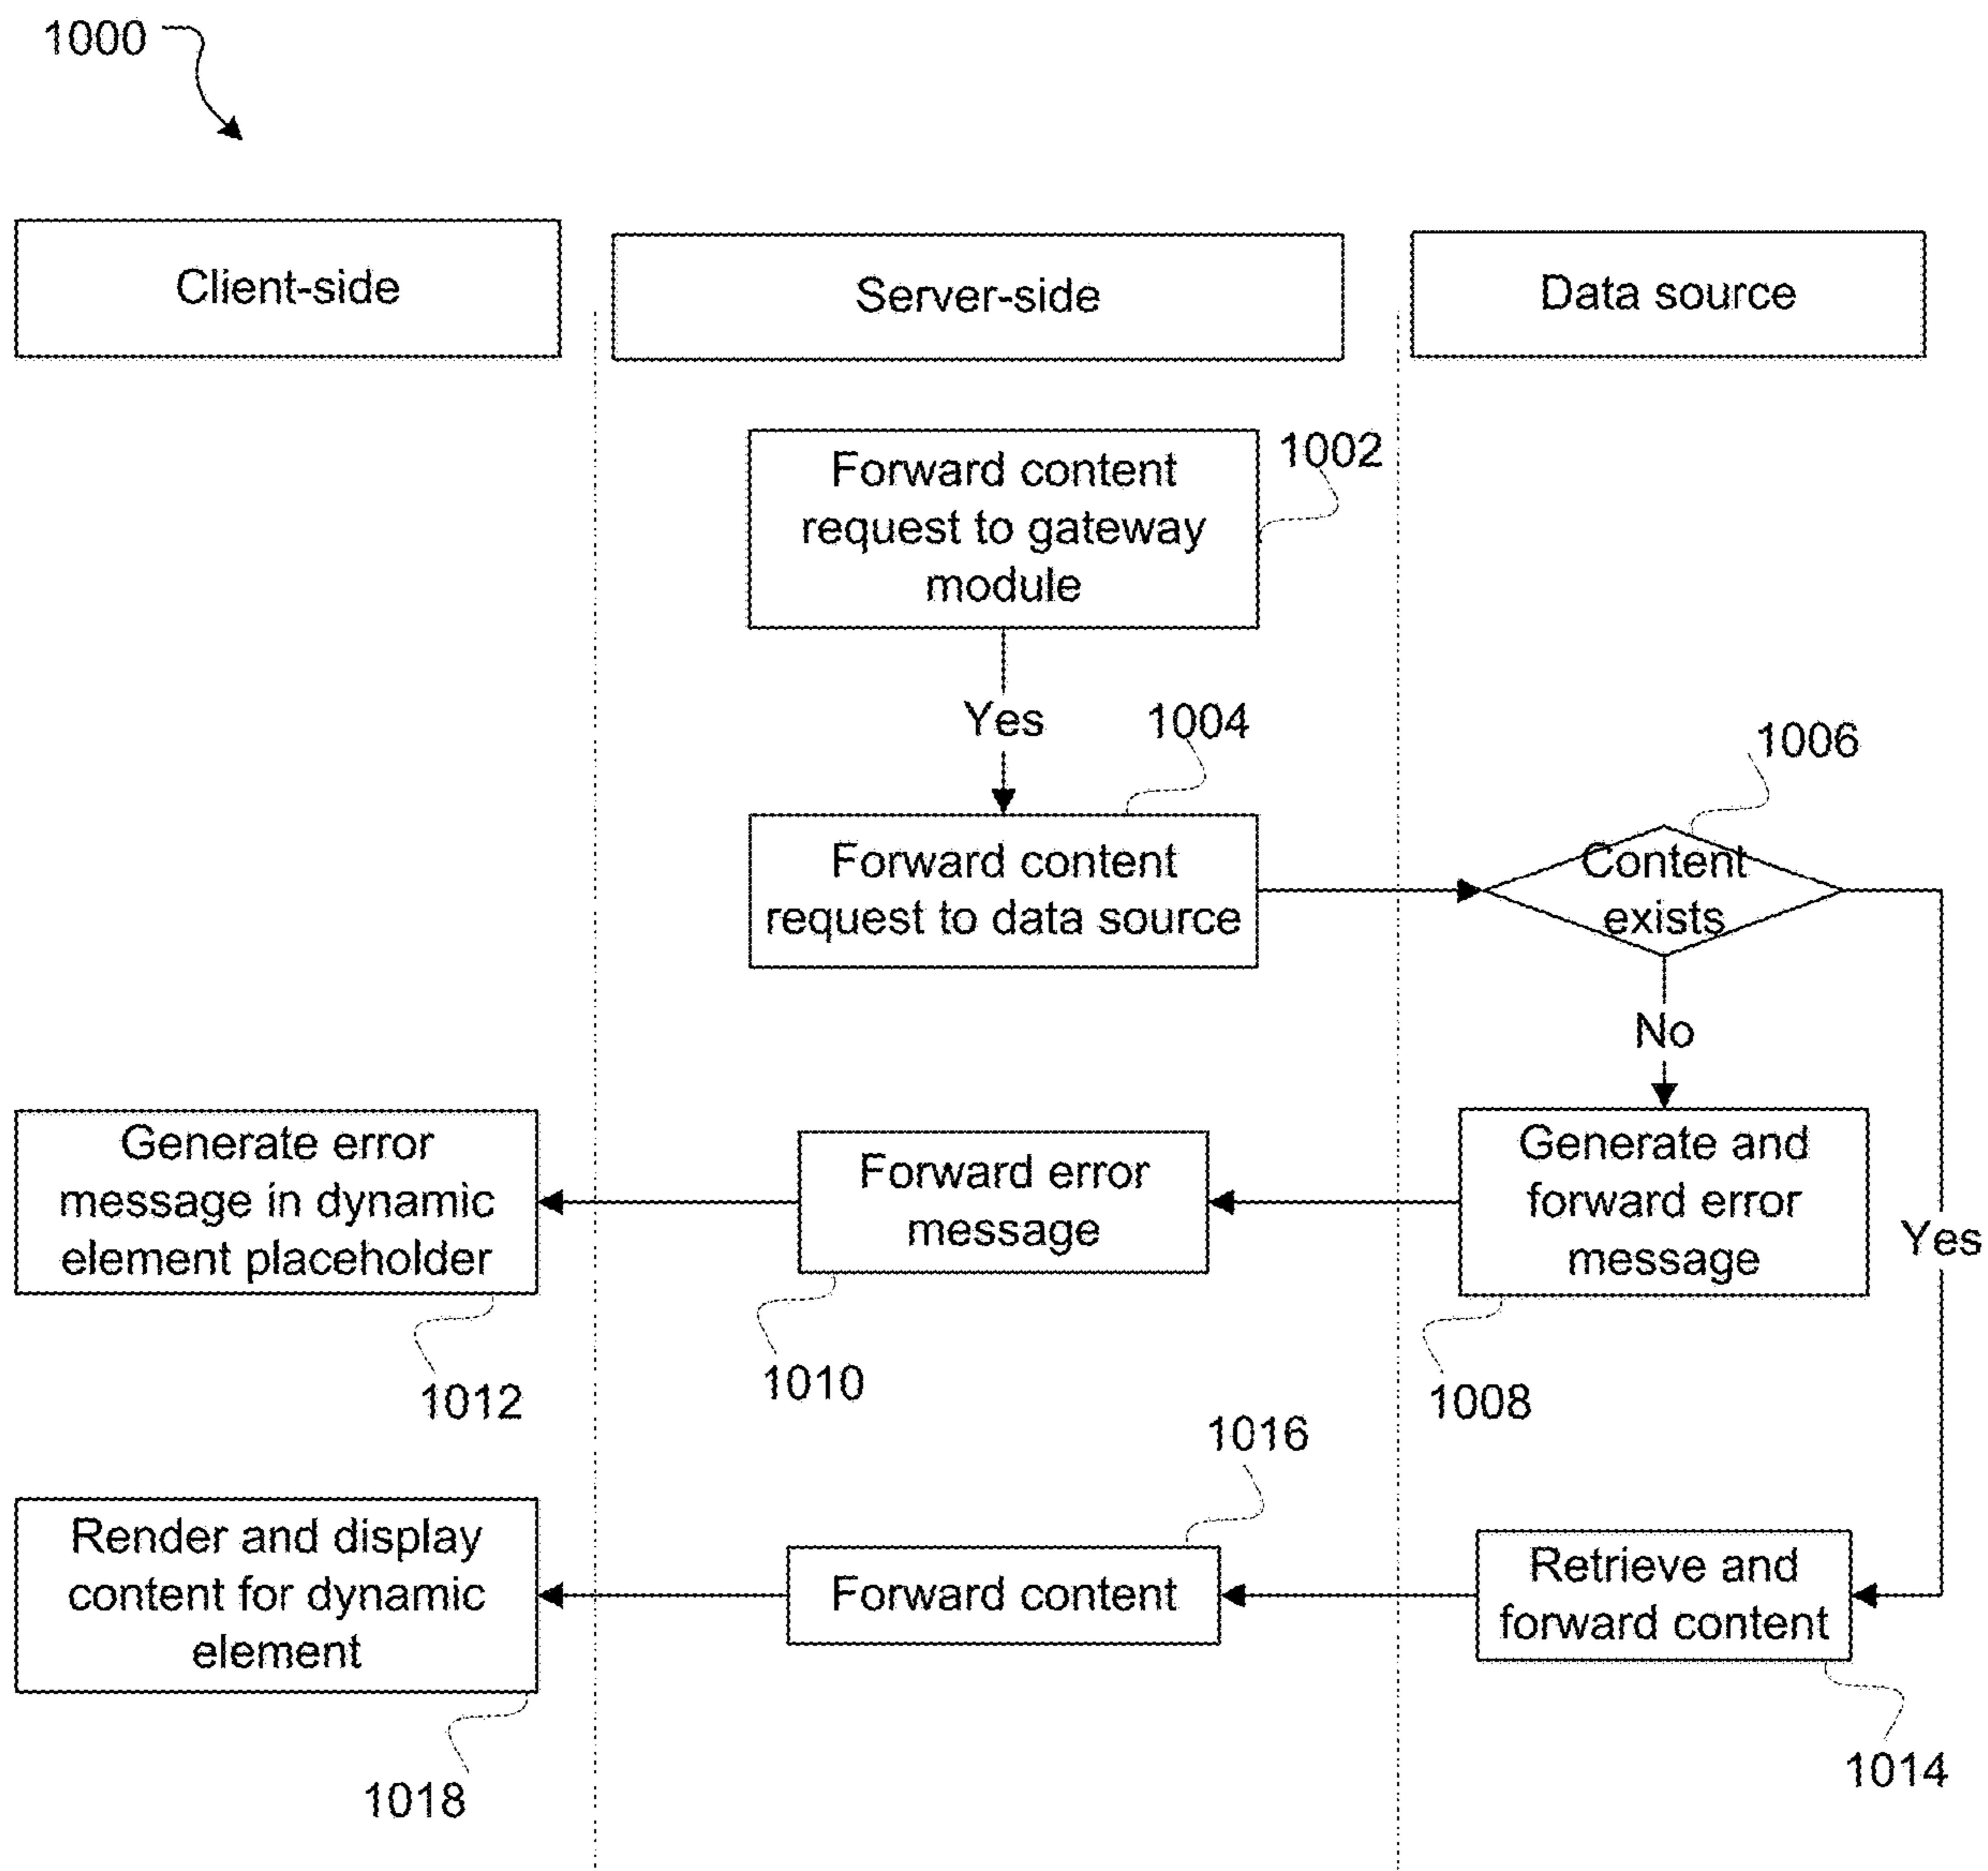 1000
Client-side
Server-side
Data source
Forward content
request to gateway
module
1002
Yes
1004
1006
Forward content
request to data source
Content
exists
No
Generate error
message in dynamic
element placeholder
Forward error
message
Generate and
forward error
message
Yes
1012
1010
1008
1016
Render and display
content for dynamic
element
Forward content
Retrieve and
forward content
1018
1014